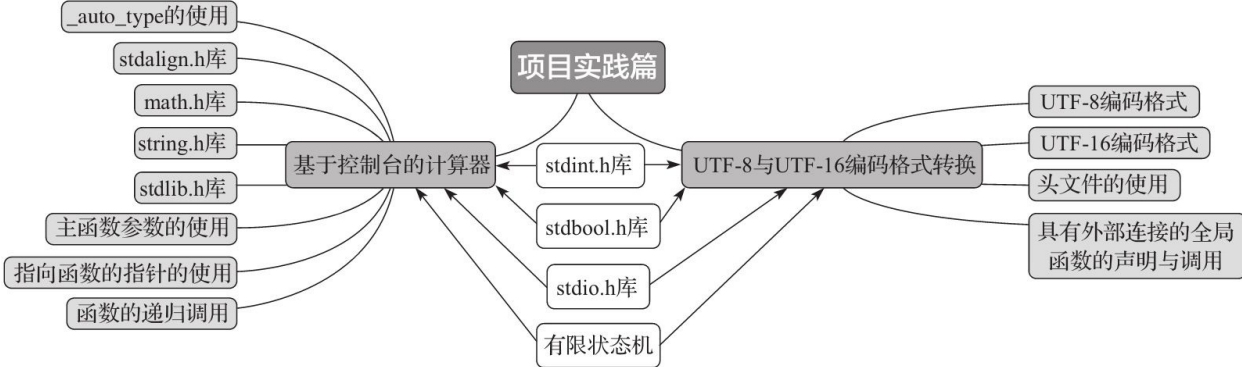 项目实践篇
_auto_type的使用
stdalign.h库
math.h库
string.h库
stdlib.h库
主函数参数的使用
指向函数的指针的使用
函数的递归调用
基于控制台的计算器
stdint.h库
stdbool.h库
stdio.h库
有限状态机
UTF-8与UTF-16编码格式转换
UTF-8编码格式
UTF-16编码格式
头文件的使用
具有外部连接的全局
函数的声明与调用